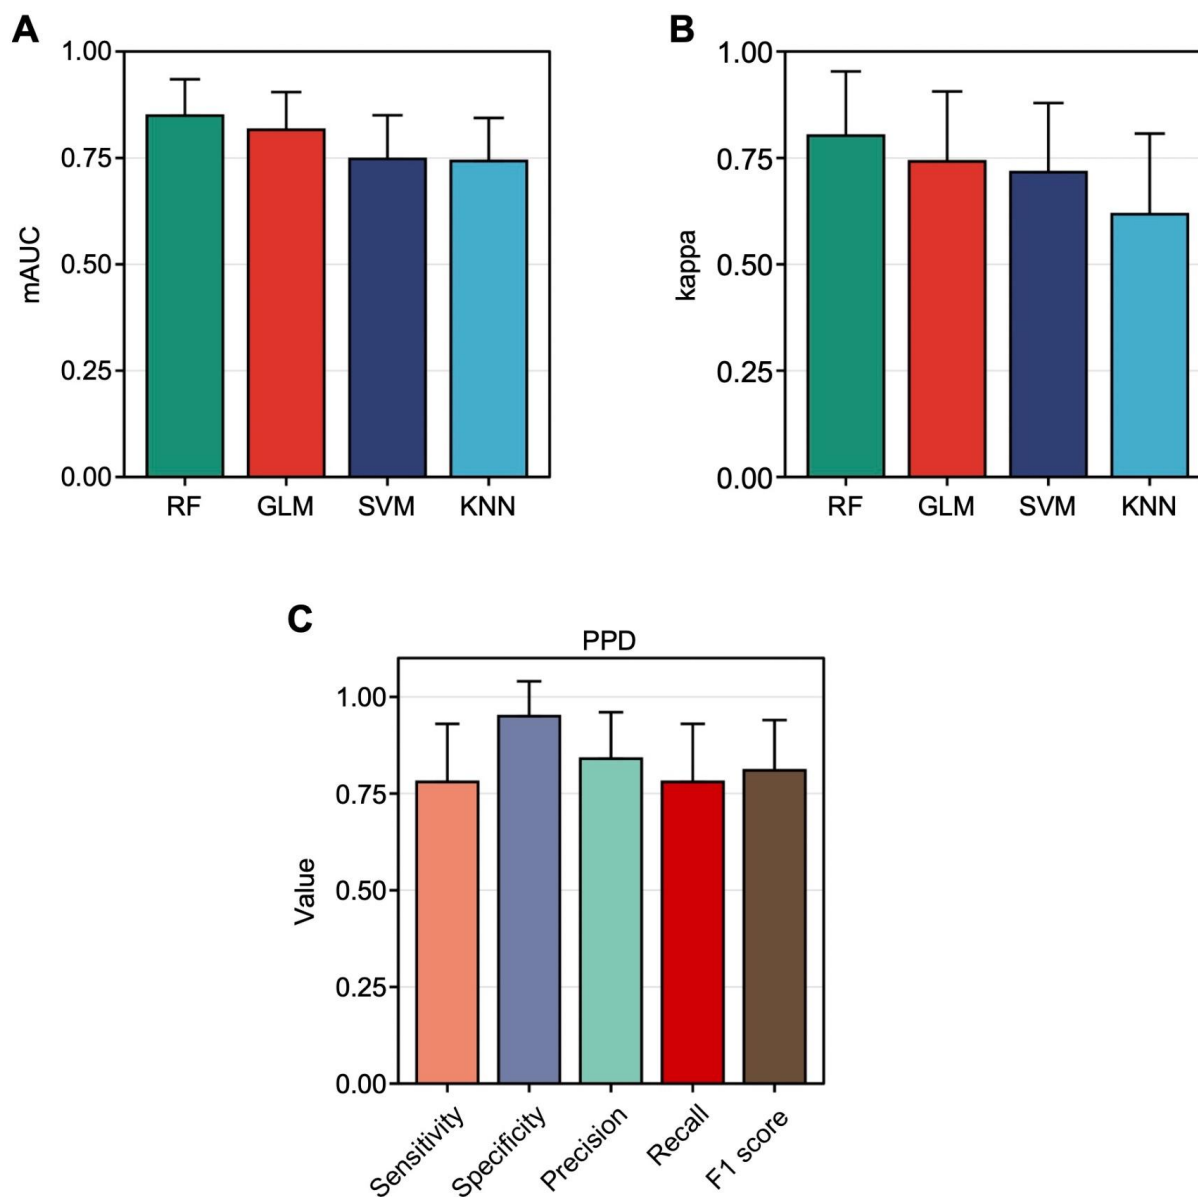 A
1.00
0.75
0.50
0.25
0.00
mAUC
RF GLM SVM KNN
B
1.00
0.75
0.50
0.25
0.00
kappa
RF GLM SVM KNN
C
PPD
1.00
0.75
0.50
0.25
0.00
Value
Sensitivity
Specificity
Precision
Recall
F1 score